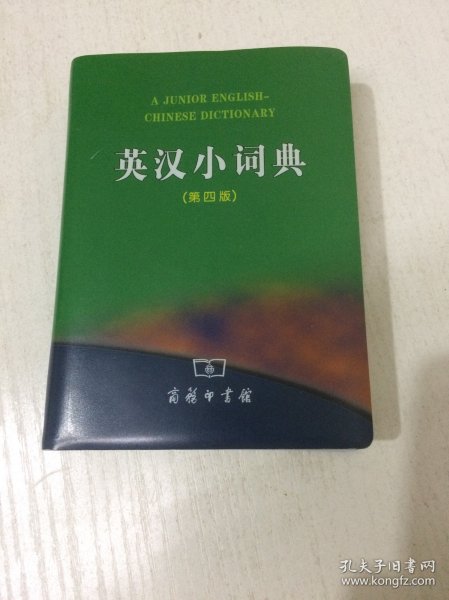 A JUNIOR ENGLISH-
CHINESE DICTIONARY
英汉小词典
(第四版)
商务印书馆
孔夫子旧书网
www.kongfz.com